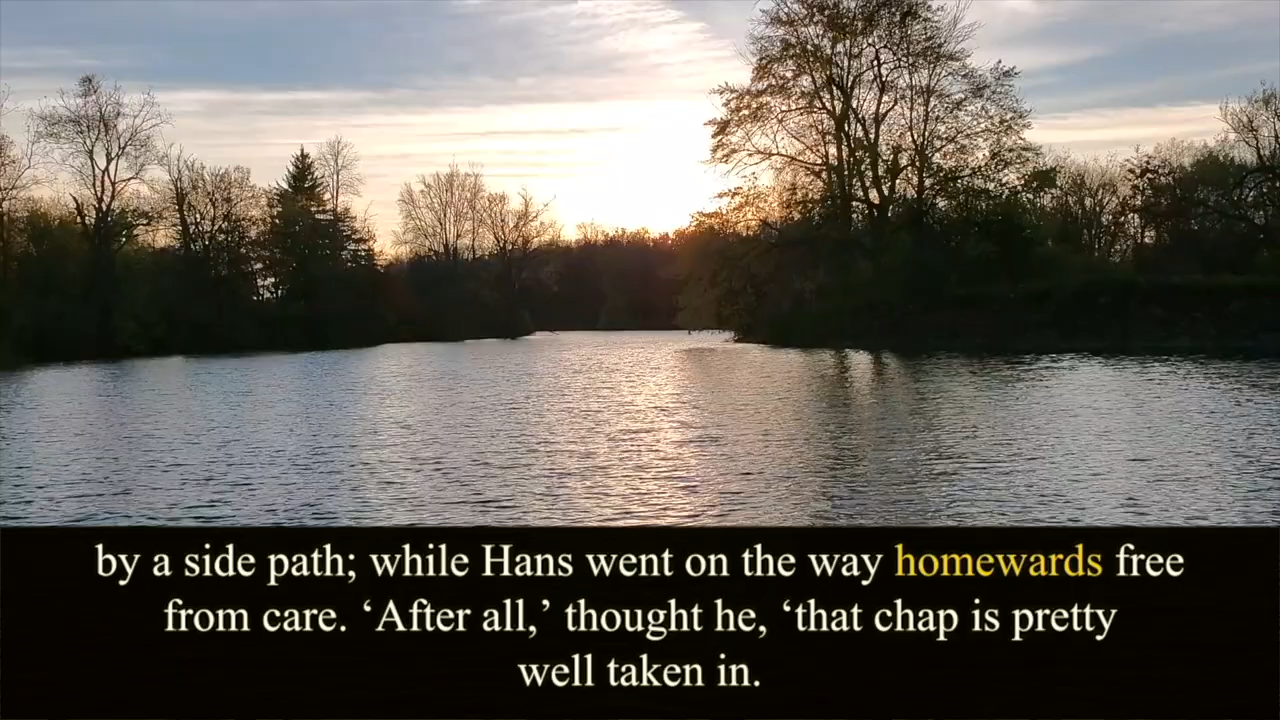 by a side path; while Hans went on the way homewards free
from care. ‘After all,’ thought he, ‘that chap is pretty
well taken in.